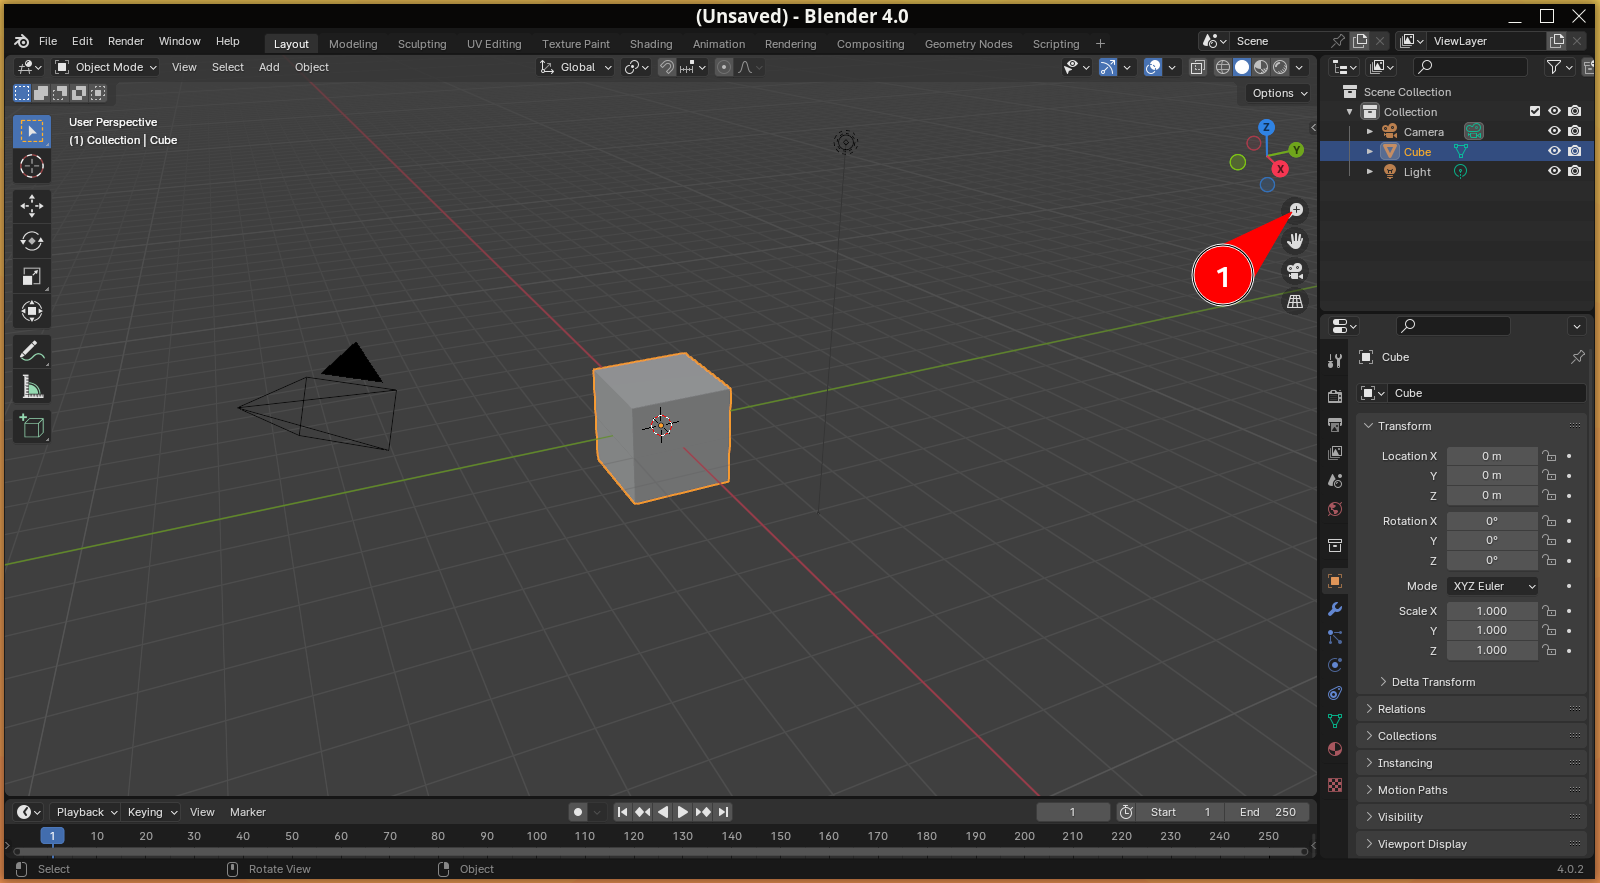 (Unsaved) - Blender 4.0
File Edit Render Window Help Layout Modeling Sculpting UV Editing Texture Paint Shading Animation Rendering Compositing Geometry Nodes Scripting + Scene ViewLayer
Object Mode View Select Add Object Global
Options
User Perspective
(1) Collection | Cube
Z
Y
X
1
Scene Collection
Collection
Camera
Cube
Light
Cube
Cube
Transform
Location X 0 m
Y 0 m
Z 0 m
Rotation X 0°
Y 0°
Z 0°
Mode XYZ Euler
Scale X 1.000
Y 1.000
Z 1.000
Delta Transform
Relations
Collections
Instancing
Motion Paths
Visibility
Viewport Display
Playback Keying View Marker 1 Start 1 End 250
1 10 20 30 40 50 60 70 80 90 100 110 120 130 140 150 160 170 180 190 200 210 220 230 240 250
Select Rotate View Object 4.0.2